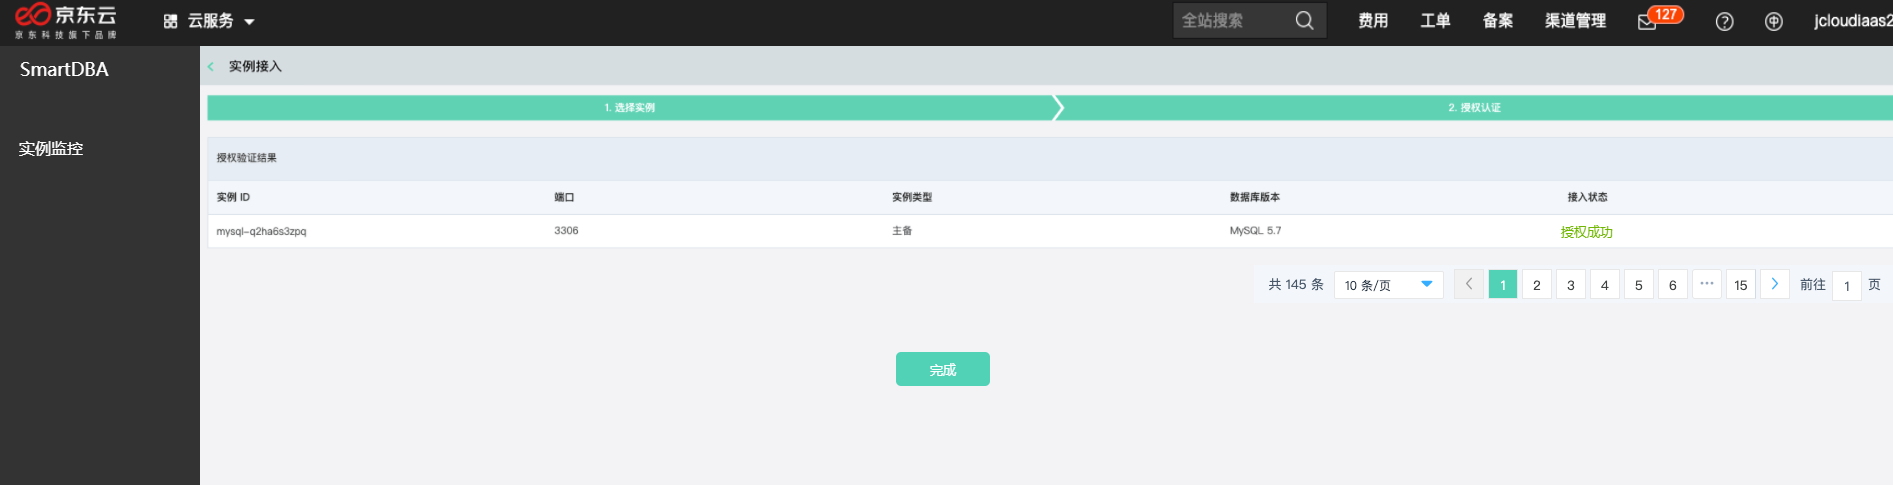 京东云
京东科技旗下品牌
云服务
全站搜索
费用
工单
备案
渠道管理
127
jcloudiaas2
SmartDBA
实例监控
实例接入
1. 选择实例
2. 授权认证
授权验证结果
实例 ID
端口
实例类型
数据库版本
接入状态
mysql-q2ha6s3zpq
3306
主备
MySQL 5.7
授权成功
共 145 条
10 条/页
1
2
3
4
5
6
···
15
前往
1
页
完成